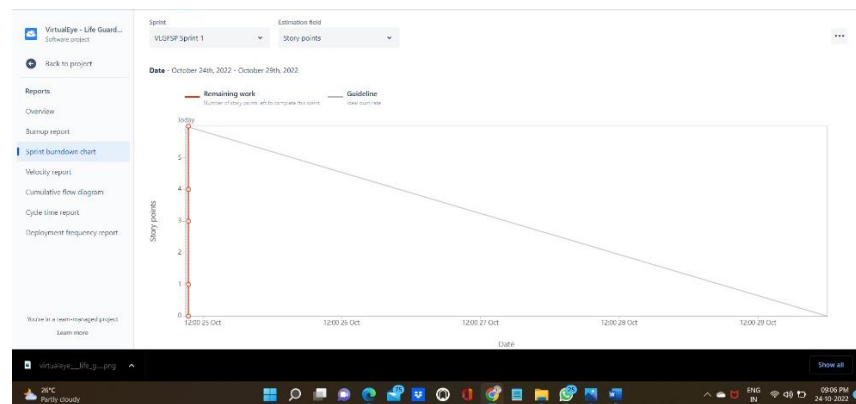 VirtualEye - Life Guard...
Software project
Back to project
Reports
Overview
Burnup report
Sprint burndown chart
Velocity report
Cumulative flow diagram
Cycle time report
Deployment frequency report
You're in a team-managed project
Learn more
Sprint
Estimation field
VLGFSP Sprint 1
Story points
Date - October 24th, 2022 - October 29th, 2022
Remaining work
Number of story points left to complete this sprint
Guideline
Ideal burn rate
Today
5
4
3
2
1
0
Story points
12:00 25 Oct
12:00 26 Oct
12:00 27 Oct
12:00 28 Oct
12:00 29 Oct
Date
virtualeye__life_g....png
Show all
26°C
Partly cloudy
75
25
ENG
IN
09:06 PM
24-10-2022